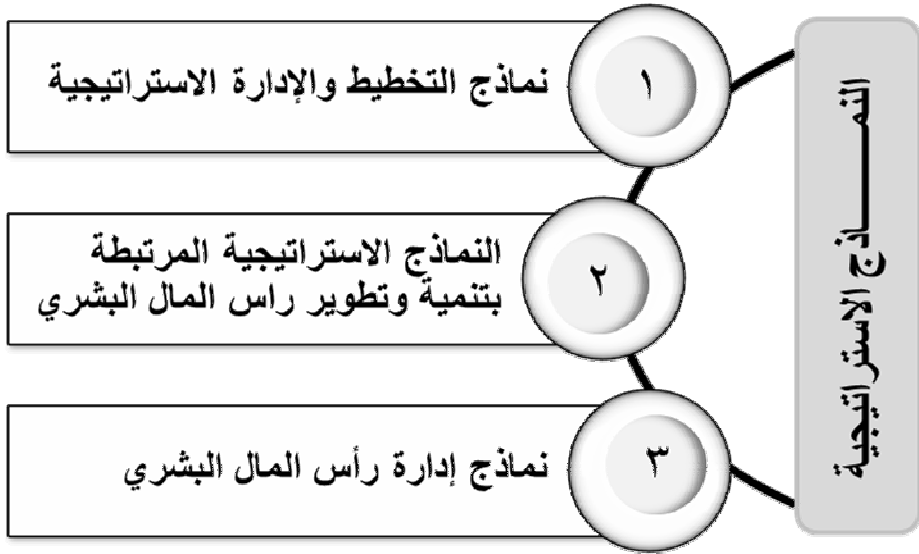 النمـــــــاذج الاستراتيجية
١
نماذج التخطيط والإدارة الاستراتيجية
٢
النماذج الاستراتيجية المرتبطة
بتنمية وتطوير راس المال البشري
٣
نماذج إدارة رأس المال البشري